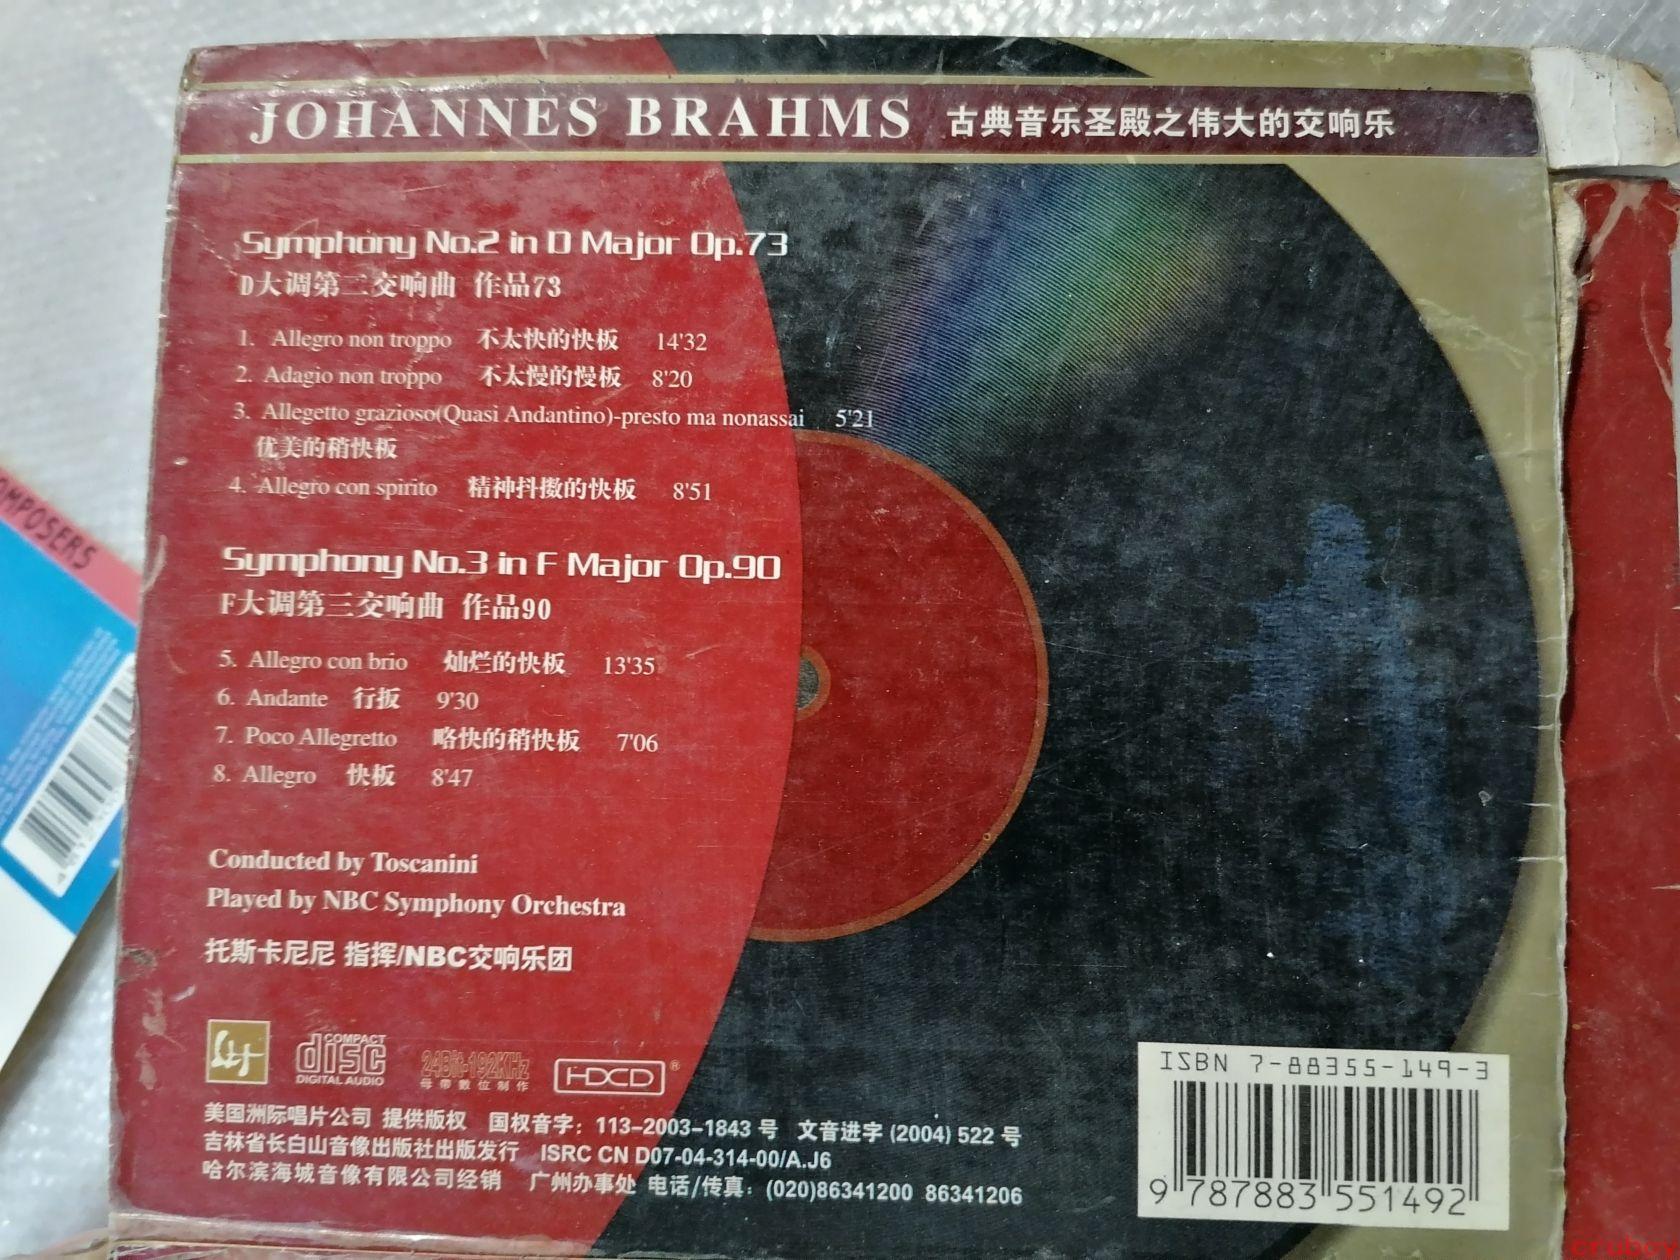 JOHANNES BRAHMS 古典音乐圣殿之伟大的交响乐
Symphony No.2 in D Major Op.73
D大调第二交响曲 作品73
1. Allegro non troppo 不太快的快板 14'32
2. Adagio non troppo 不太慢的慢板 8'20
3. Allegetto grazioso(Quasi Andantino)-presto ma nonassai 5'21
优美的稍快板
4. Allegro con spirito 精神抖擞的快板 8'51
Symphony No.3 in F Major Op.90
F大调第三交响曲 作品90
5. Allegro con brio 灿烂的快板 13'35
6. Andante 行扳 9'30
7. Poco Allegretto 略快的稍快板 7'06
8. Allegro 快板 8'47
Conducted by Toscanini
Played by NBC Symphony Orchestra
托斯卡尼尼 指挥/NBC交响乐团
COMPACT
disc
DIGITAL AUDIO
24Bit-192KHz
母带數位制作
HDCD®
美国洲际唱片公司 提供版权 国权音字：113-2003-1843 号 文音进字 (2004) 522 号
吉林省长白山音像出版社出版发行 ISRC CN D07-04-314-00/A.J6
哈尔滨海城音像有限公司经销 广州办事处 电话/传真：(020)86341200 86341206
ISBN 7-88355-149-3
9 787883 551492
OMPOSERS